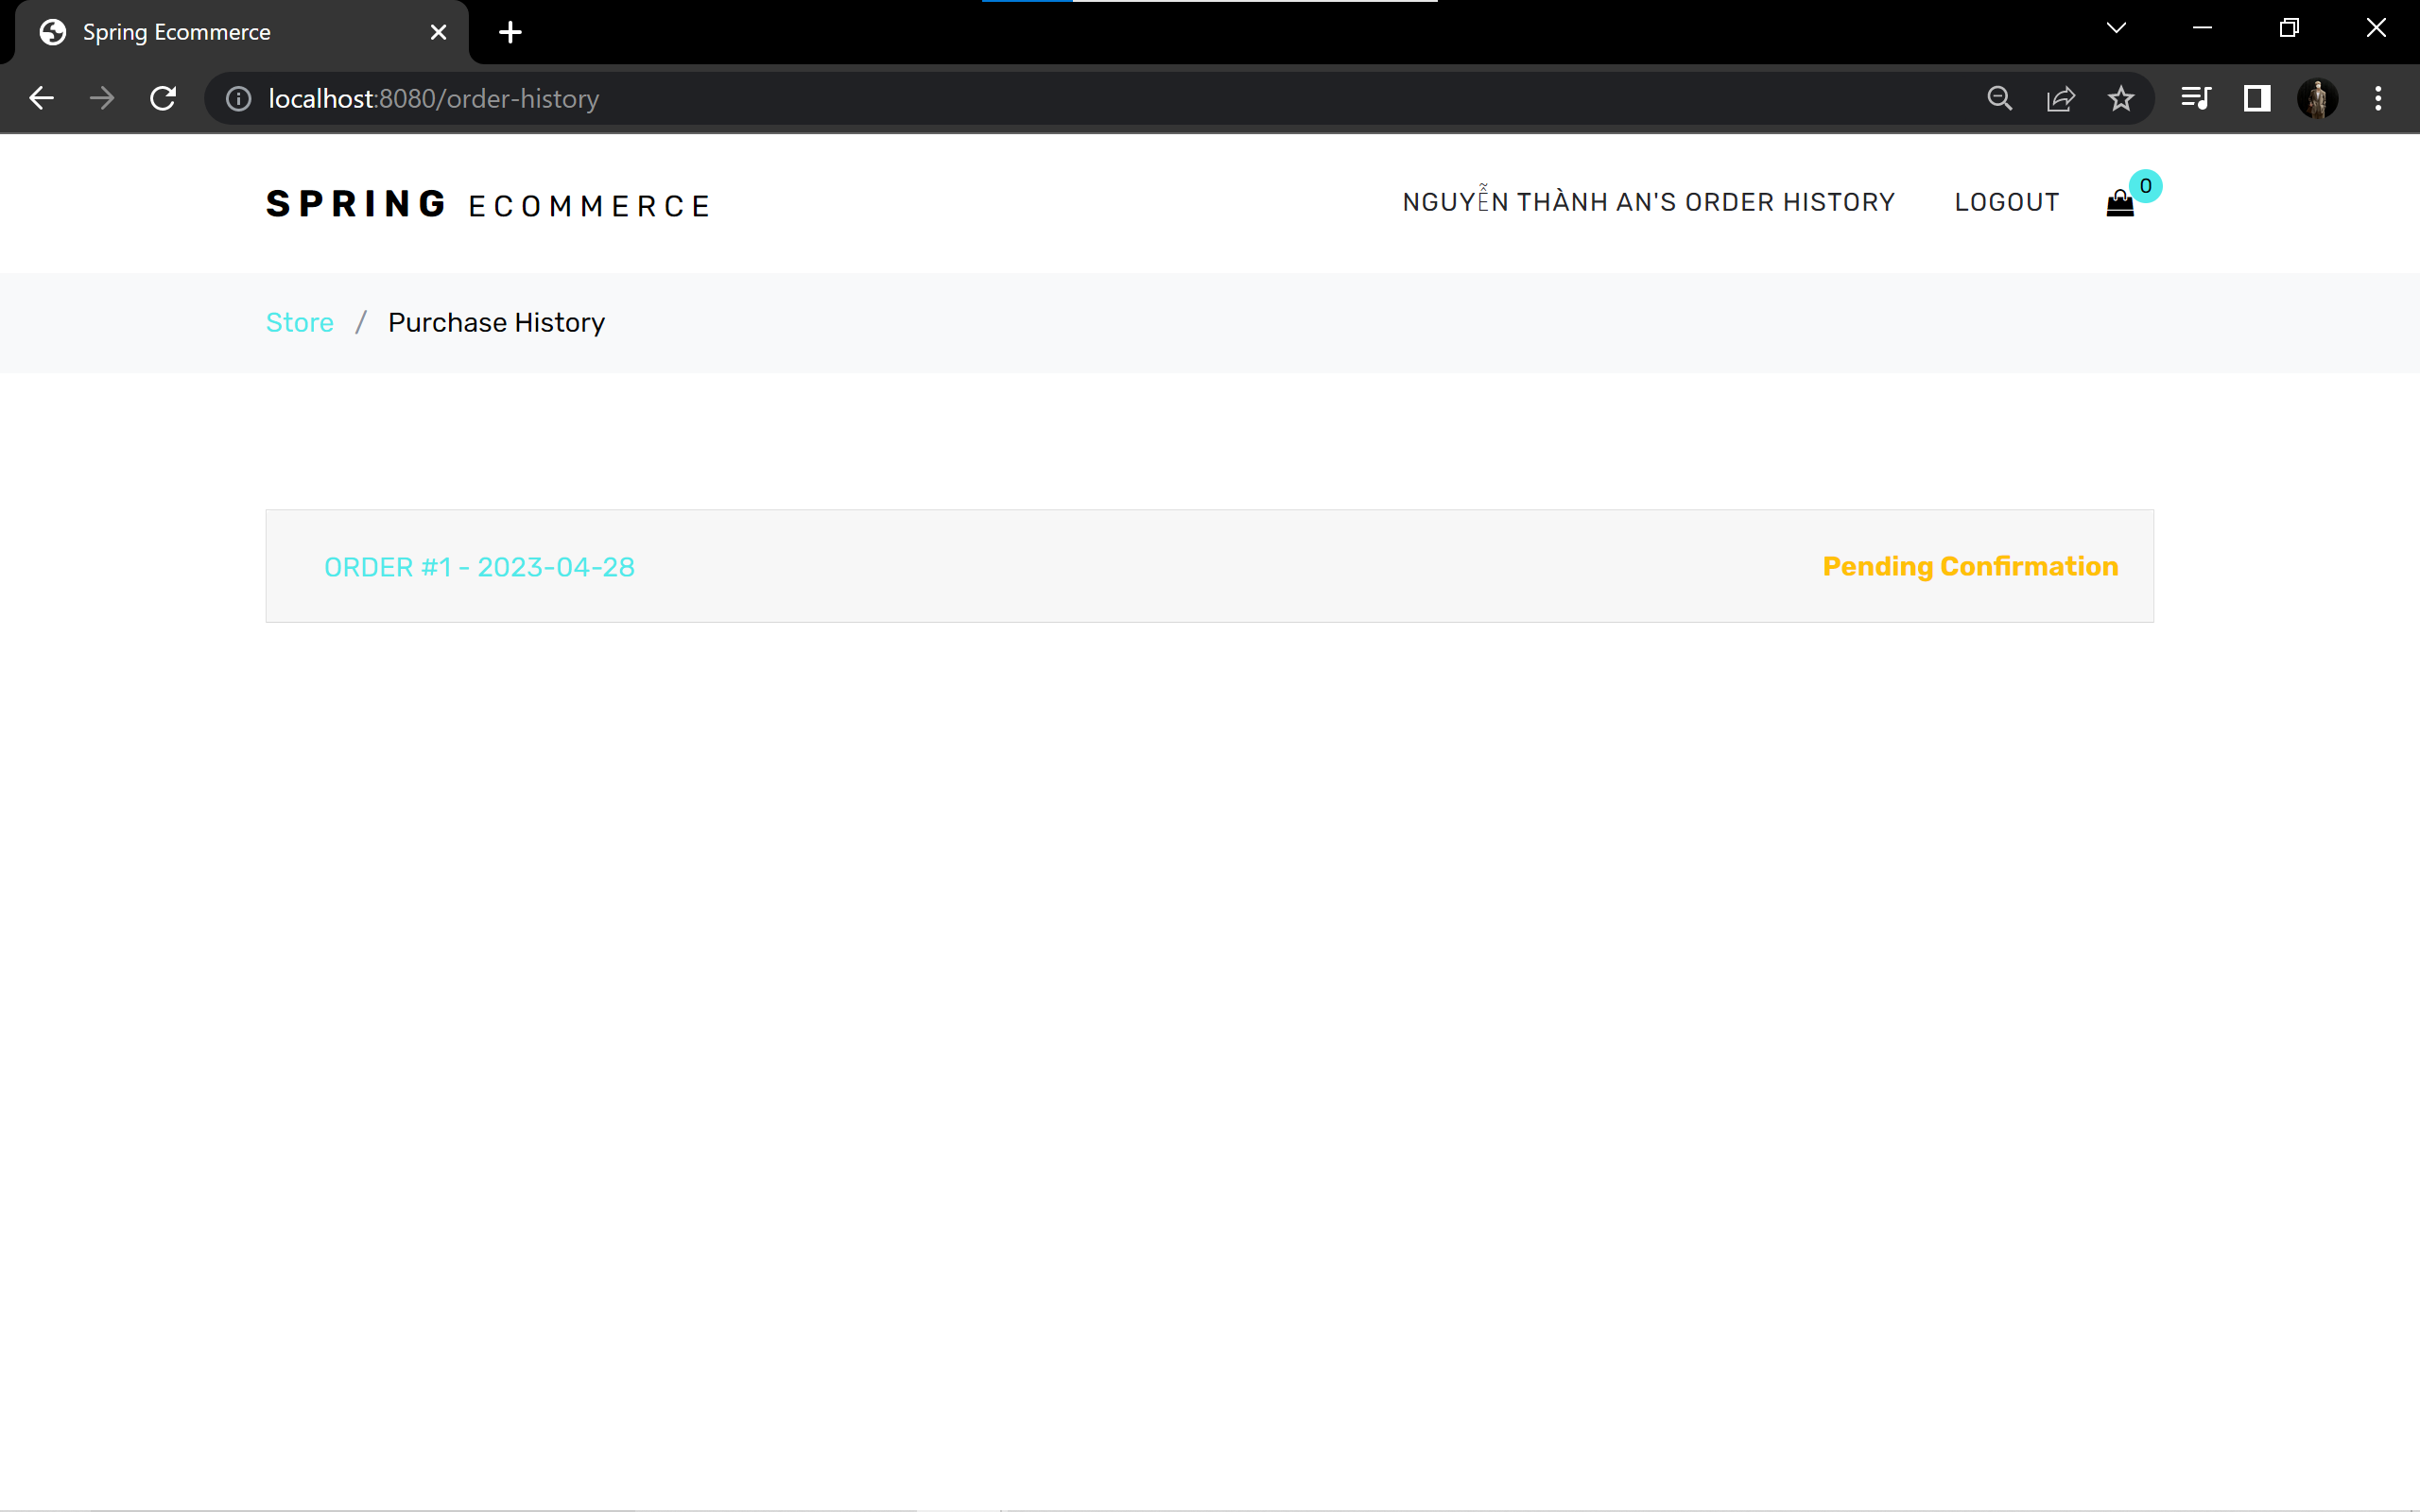 Spring Ecommerce
localhost:8080/order-history
SPRING ECOMMERCE
NGUYỄN THÀNH AN'S ORDER HISTORY
LOGOUT
0
Store / Purchase History
ORDER #1 - 2023-04-28
Pending Confirmation